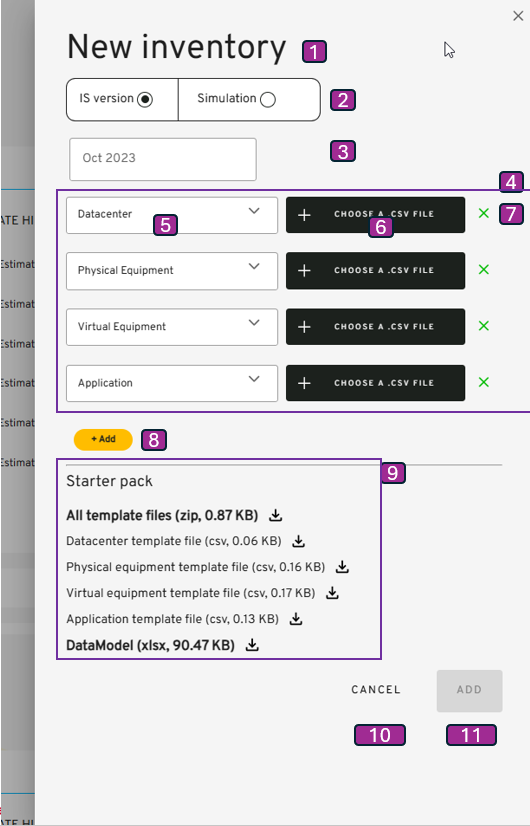 New inventory 1
IS version Simulation 2
Oct 2023 3
4
ATE HI
Datacenter 5 + CHOOSE A .CSV FILE 6 7
Estimat
Physical Equipment + CHOOSE A .CSV FILE
Estimat
Virtual Equipment + CHOOSE A .CSV FILE
Estimat
Application + CHOOSE A .CSV FILE
Estimat
Estimat
+ Add 8
Estimat
9
Starter pack
All template files (zip, 0.87 KB)
Datacenter template file (csv, 0.06 KB)
Physical equipment template file (csv, 0.16 KB)
Virtual equipment template file (csv, 0.17 KB)
Application template file (csv, 0.13 KB)
DataModel (xlsx, 90.47 KB)
CANCEL ADD
10 11
ATE HI